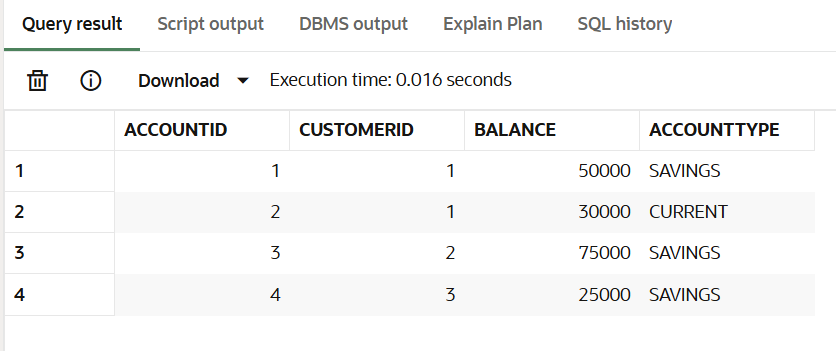 Query result Script output DBMS output Explain Plan SQL history
Download Execution time: 0.016 seconds
ACCOUNTID CUSTOMERID BALANCE ACCOUNTTYPE
1 1 1 50000 SAVINGS
2 2 1 30000 CURRENT
3 3 2 75000 SAVINGS
4 4 3 25000 SAVINGS